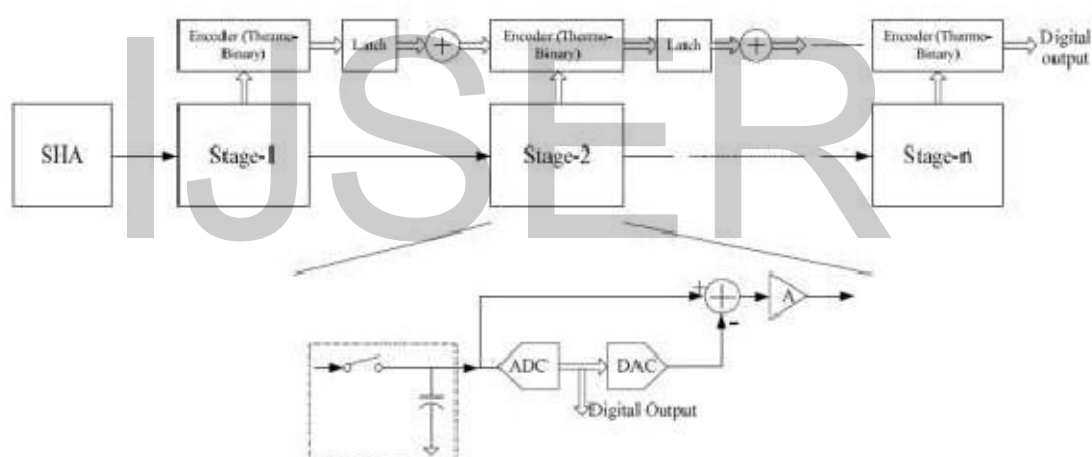 Encoder (Thermo-
Binary)
Latch
+
Encoder (Thermo-
Binary)
Latch
+
Encoder (Thermo-
Binary)
Digital
output
SHA
Stage-1
Stage-2
Stage-n
IJSER
+
+
-
A
ADC
DAC
Digital Output